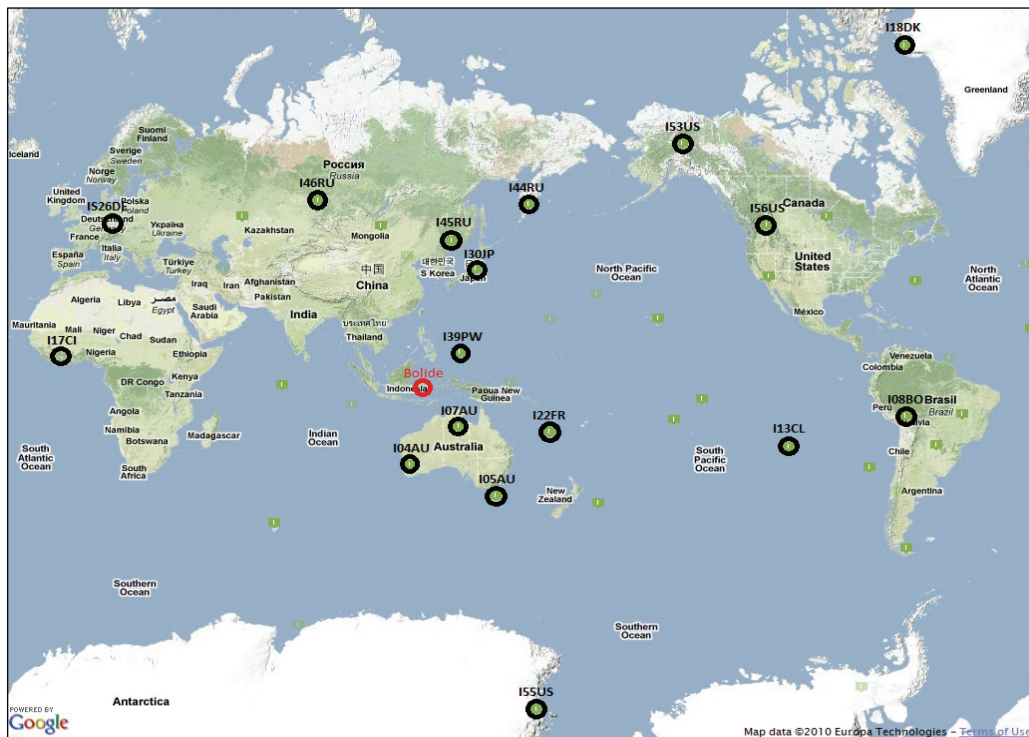 I18DK
Greenland
Iceland
Suomi
Finland
Sverige
Sweden
Norge
Norway
I53US
Россия
Russia
I46RU
I44RU
United
Kingdom
IS26DE
Polska
Poland
Deutschland
Україна
Ukraine
France
Kazakhstan
Mongolia
I45RU
I56US
Canada
Italia
Italy
España
Spain
Türkiye
Turkey
대한민국
S Korea
I30JP
Japan
中国
China
North Pacific
Ocean
United
States
North
Atlantic
Ocean
Iraq
Iran
Afghanistan
Pakistan
Algeria
Libya
مصر
Egypt
Saudi
Arabia
India
México
Mauritania
Mali
Niger
Chad
Sudan
ประเทศไทย
Thailand
I17CI
Nigeria
Ethiopia
I39PW
Venezuela
Colombia
DR Congo
Kenya
Tanzania
Bolide
Indonesia
Papua New
Guinea
I08BO
Brasil
Brazil
Peru
Angola
Namibia
Botswana
Madagascar
I07AU
I22FR
I13CL
South
Atlantic
Ocean
South
Africa
Indian
Ocean
I04AU
Australia
South
Pacific
Ocean
Chile
I05AU
New
Zealand
Argentina
Southern
Ocean
Southern
Ocean
Antarctica
I55US
POWERED BY
Google
Map data ©2010 Europa Technologies - Terms of Use